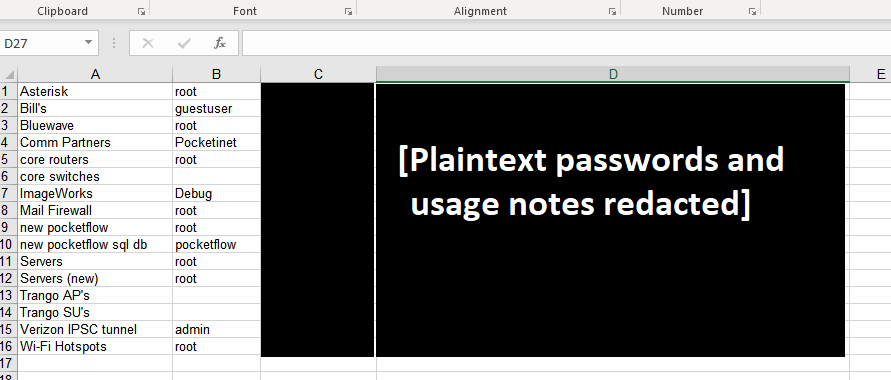 Clipboard Font Alignment Number
D27 fx
A B C D E
1 Asterisk root
2 Bill's guestuser
3 Bluewave root
4 Comm Partners Pocketinet
5 core routers root
6 core switches
7 ImageWorks Debug
8 Mail Firewall root
9 new pocketflow root
10 new pocketflow sql db pocketflow
11 Servers root
12 Servers (new) root
13 Trango AP's
14 Trango SU's
15 Verizon IPSC tunnel admin
16 Wi-Fi Hotspots root
17
18
[Plaintext passwords and
usage notes redacted]